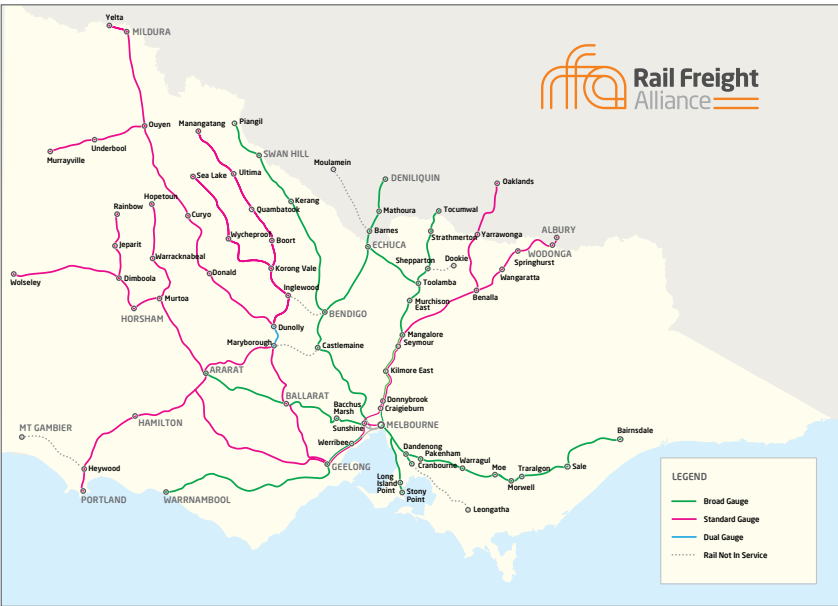 Yelta
MILDURA
Rail Freight
Alliance
Ouyen
Manangatang
Piangil
Underbool
Murrayville
SWAN HILL
Moulamein
Sea Lake
Ultima
DENILIQUIN
Oaklands
Hopetoun
Kerang
Rainbow
Curyo
Quambatook
Mathoura
Tocumwal
Wycheproof
Boort
Barnes
Strathmerton
Yarrawonga
ALBURY
Jeparit
ECHUCA
WODONGA
Warracknabeal
Shepparton
Dookie
Springhurst
Donald
Korong Vale
Wangaratta
Wolseley
Dimboola
Toolamba
Inglewood
Benalla
Murtoa
Murchison
East
HORSHAM
BENDIGO
Dunolly
Mangalore
Maryborough
Castlemaine
Seymour
ARARAT
Kilmore East
BALLARAT
Donnybrook
Bacchus
Marsh
Craigieburn
HAMILTON
Sunshine
MELBOURNE
MT GAMBIER
Werribee
Dandenong
Bairnsdale
Pakenham
Cranbourne
Warragul
Heywood
GEELONG
Moe
Traralgon
Sale
Long
Island
Point
Stony
Point
Morwell
PORTLAND
WARRNAMBOOL
Leongatha
LEGEND
Broad Gauge
Standard Gauge
Dual Gauge
Rail Not In Service